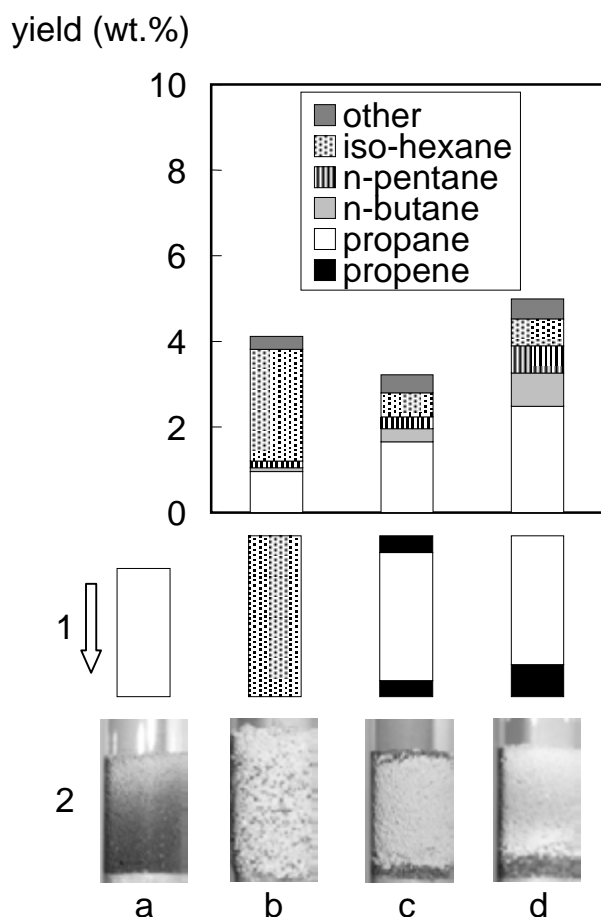 yield (wt.%)
10
8
6
4
2
0
other
iso-hexane
n-pentane
n-butane
propane
propene
1
2
a b c d